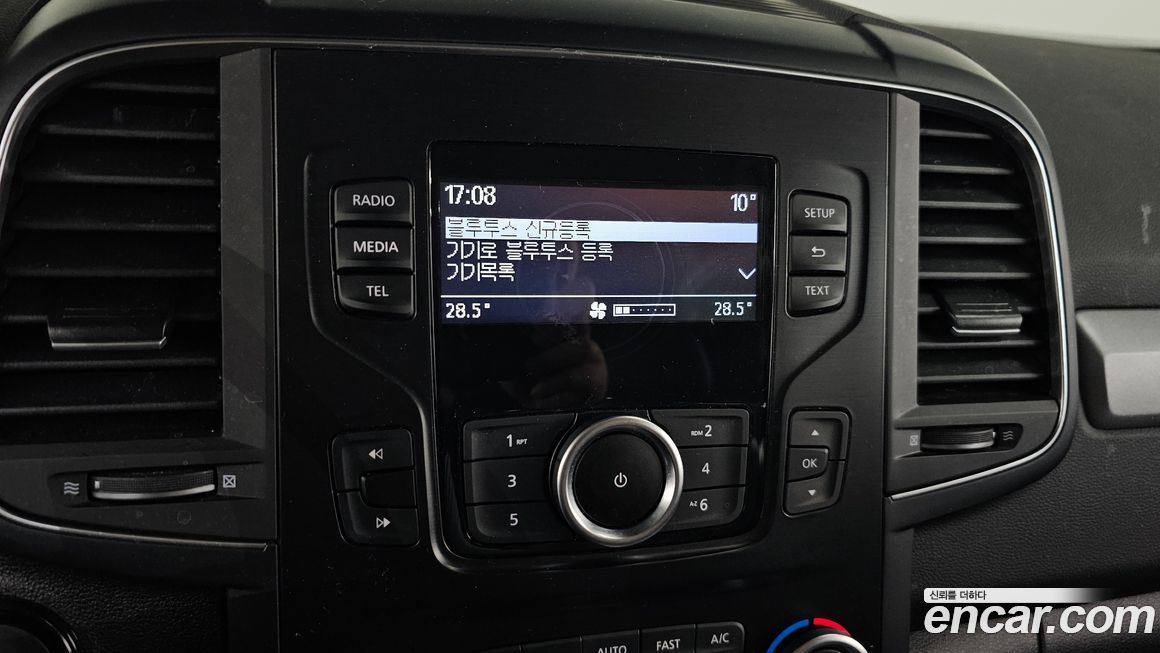 17:08
10°
블루투스 신규등록
기기로 블루투스 등록
기기목록
28.5°
28.5°
RADIO
MEDIA
TEL
SETUP
TEXT
1 RPT
RDM 2
3
4
5
A-Z 6
OK
AUTO
FAST
A/C
신뢰를 더하다
encar.com